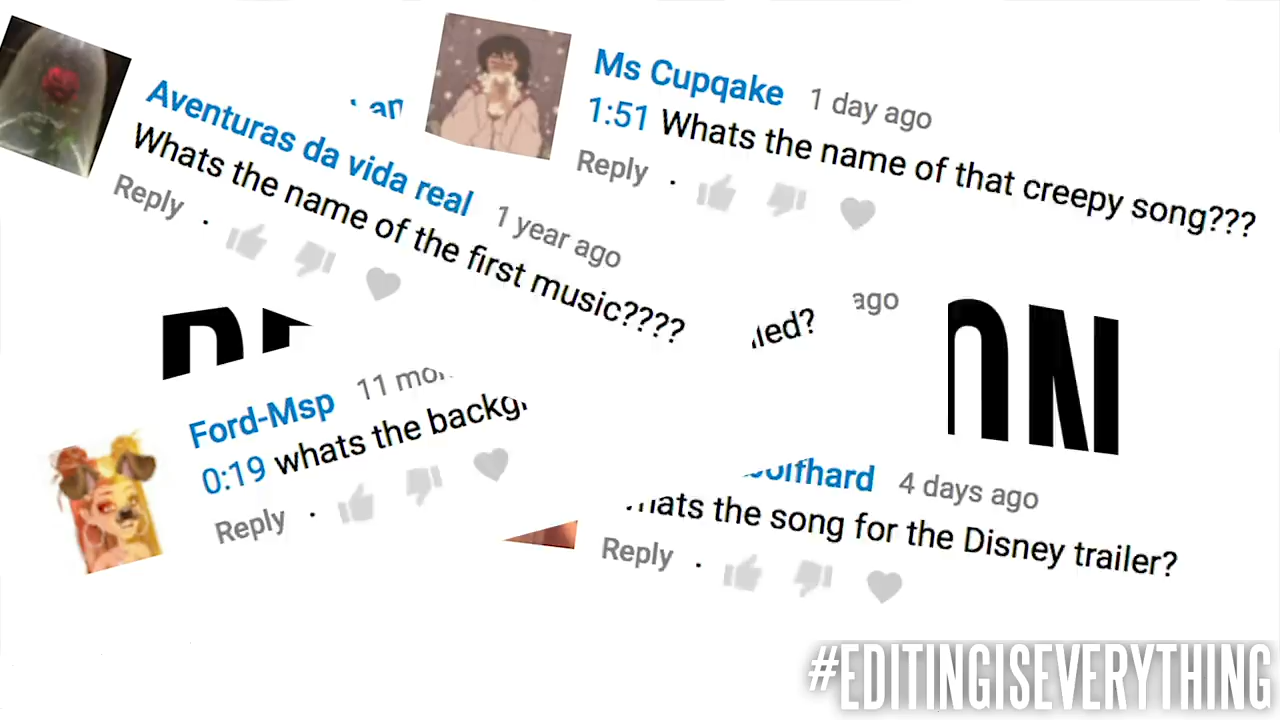 Ms Cupqake 1 day ago
1:51 Whats the name of that creepy song???
Reply
Aventuras da vida real 1 year ago
Whats the name of the first music????
Reply
ago
ON
Ford-Msp 11
0:19 whats the
Reply
4 days ago
the song for the Disney trailer?
Reply
#EDITINGISEVERYTHING